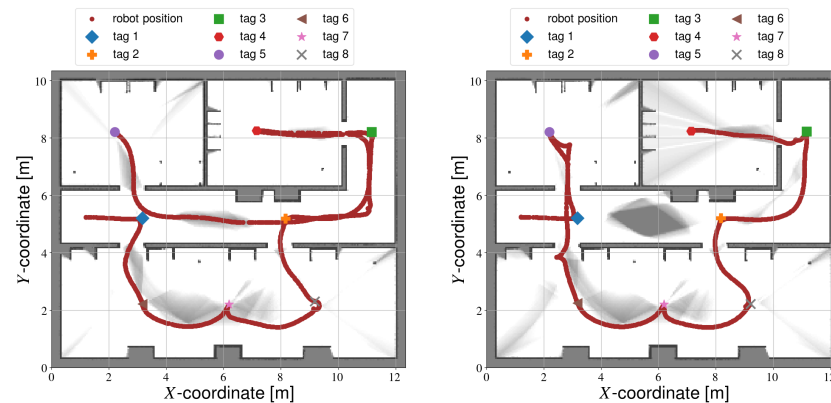 robot position
tag 1
tag 2
tag 3
tag 4
tag 5
tag 6
tag 7
tag 8
10
8
6
4
2
0
Y-coordinate [m]
0 2 4 6 8 10 12
X-coordinate [m]
robot position
tag 1
tag 2
tag 3
tag 4
tag 5
tag 6
tag 7
tag 8
10
8
6
4
2
0
Y-coordinate [m]
0 2 4 6 8 10 12
X-coordinate [m]